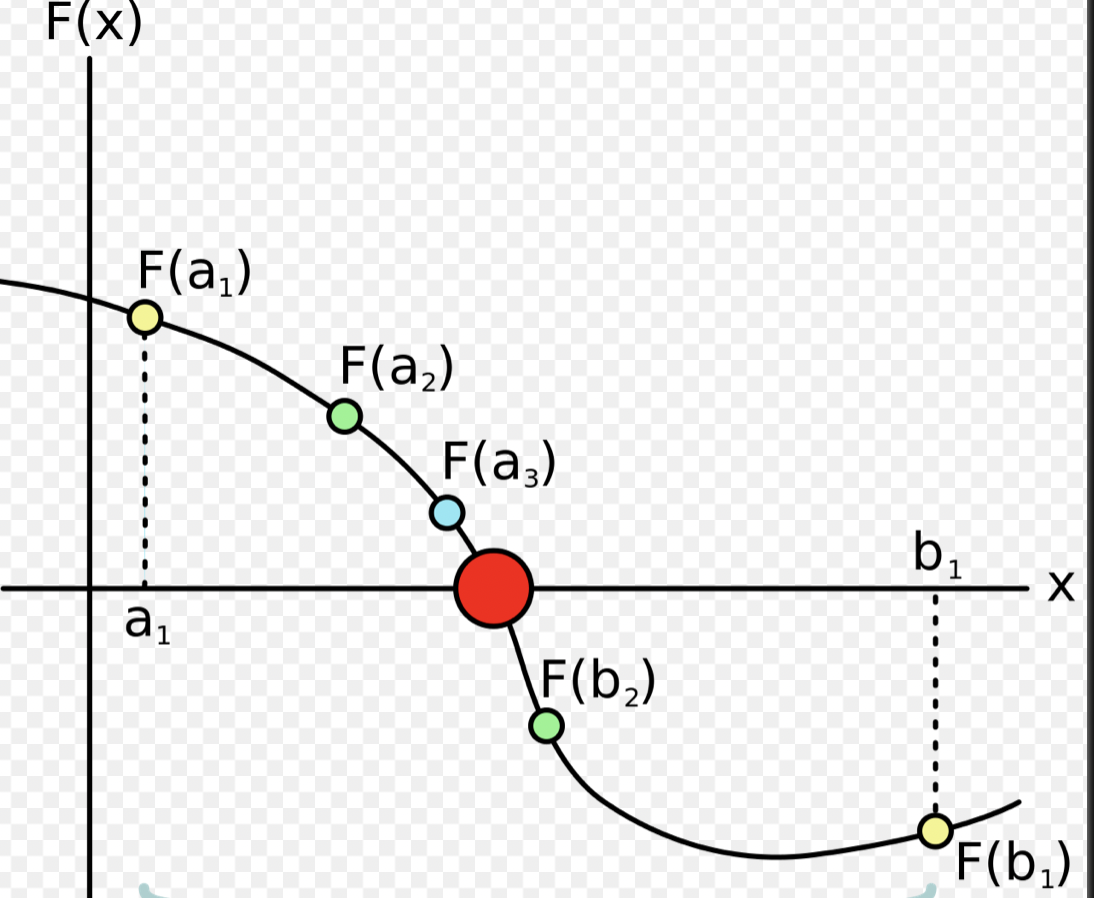 F(x)
F(a₁)
F(a₂)
F(a₃)
b₁
x
a₁
F(b₂)
F(b₁)